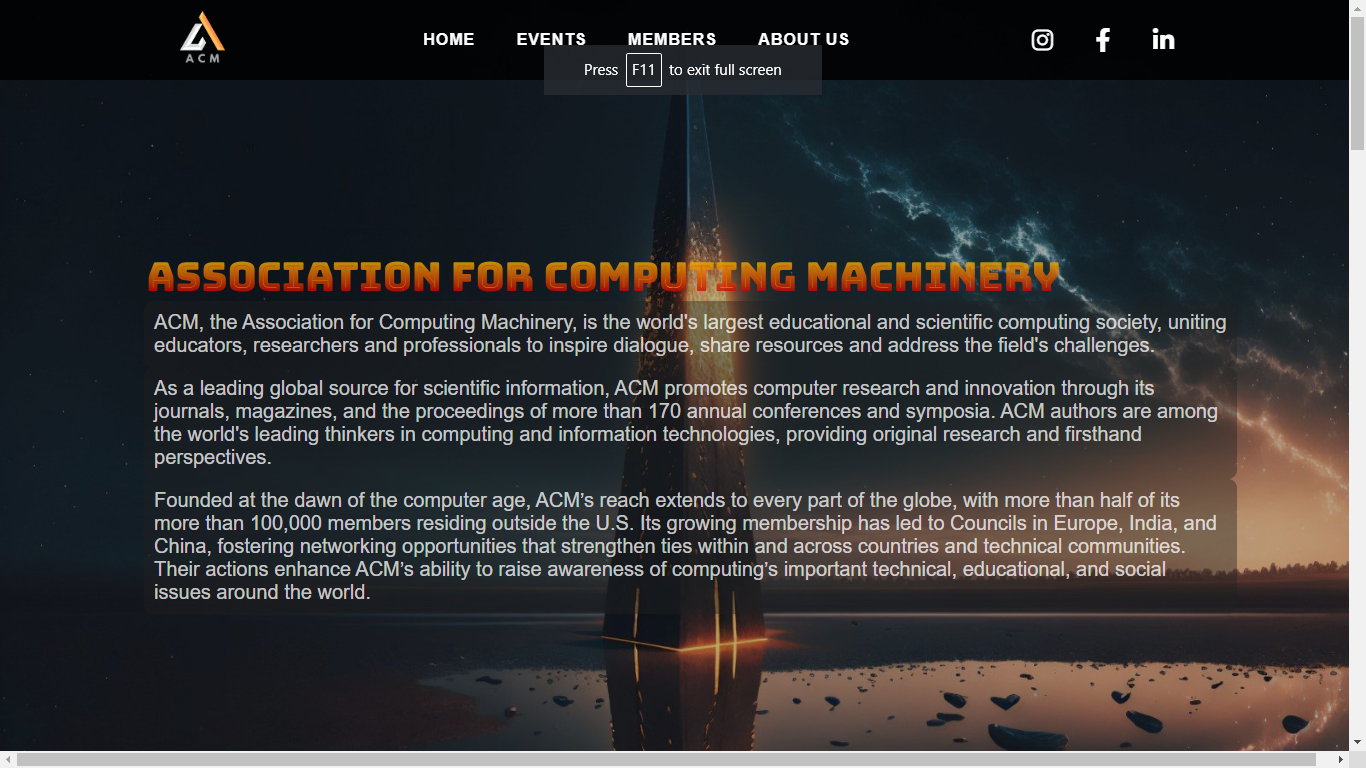 HOME EVENTS MEMBERS ABOUT US
ACM
Press F11 to exit full screen
ASSOCIATION FOR COMPUTING MACHINERY
ACM, the Association for Computing Machinery, is the world's largest educational and scientific computing society, uniting
educators, researchers and professionals to inspire dialogue, share resources and address the field's challenges.
As a leading global source for scientific information, ACM promotes computer research and innovation through its
journals, magazines, and the proceedings of more than 170 annual conferences and symposia. ACM authors are among
the world's leading thinkers in computing and information technologies, providing original research and firsthand
perspectives.
Founded at the dawn of the computer age, ACM’s reach extends to every part of the globe, with more than half of its
more than 100,000 members residing outside the U.S. Its growing membership has led to Councils in Europe, India, and
China, fostering networking opportunities that strengthen ties within and across countries and technical communities.
Their actions enhance ACM’s ability to raise awareness of computing’s important technical, educational, and social
issues around the world.